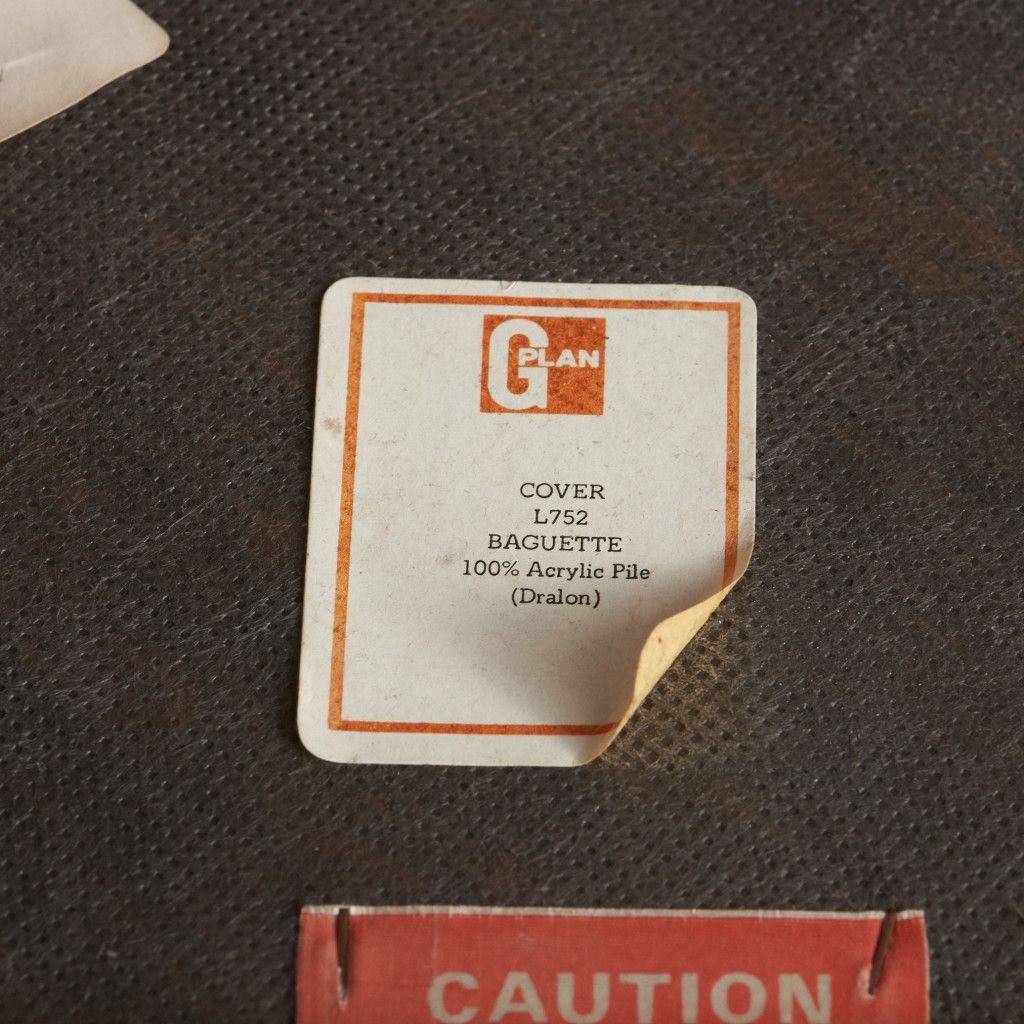 G PLAN
COVER
L752
BAGUETTE
100% Acrylic Pile
(Dralon)
CAUTION